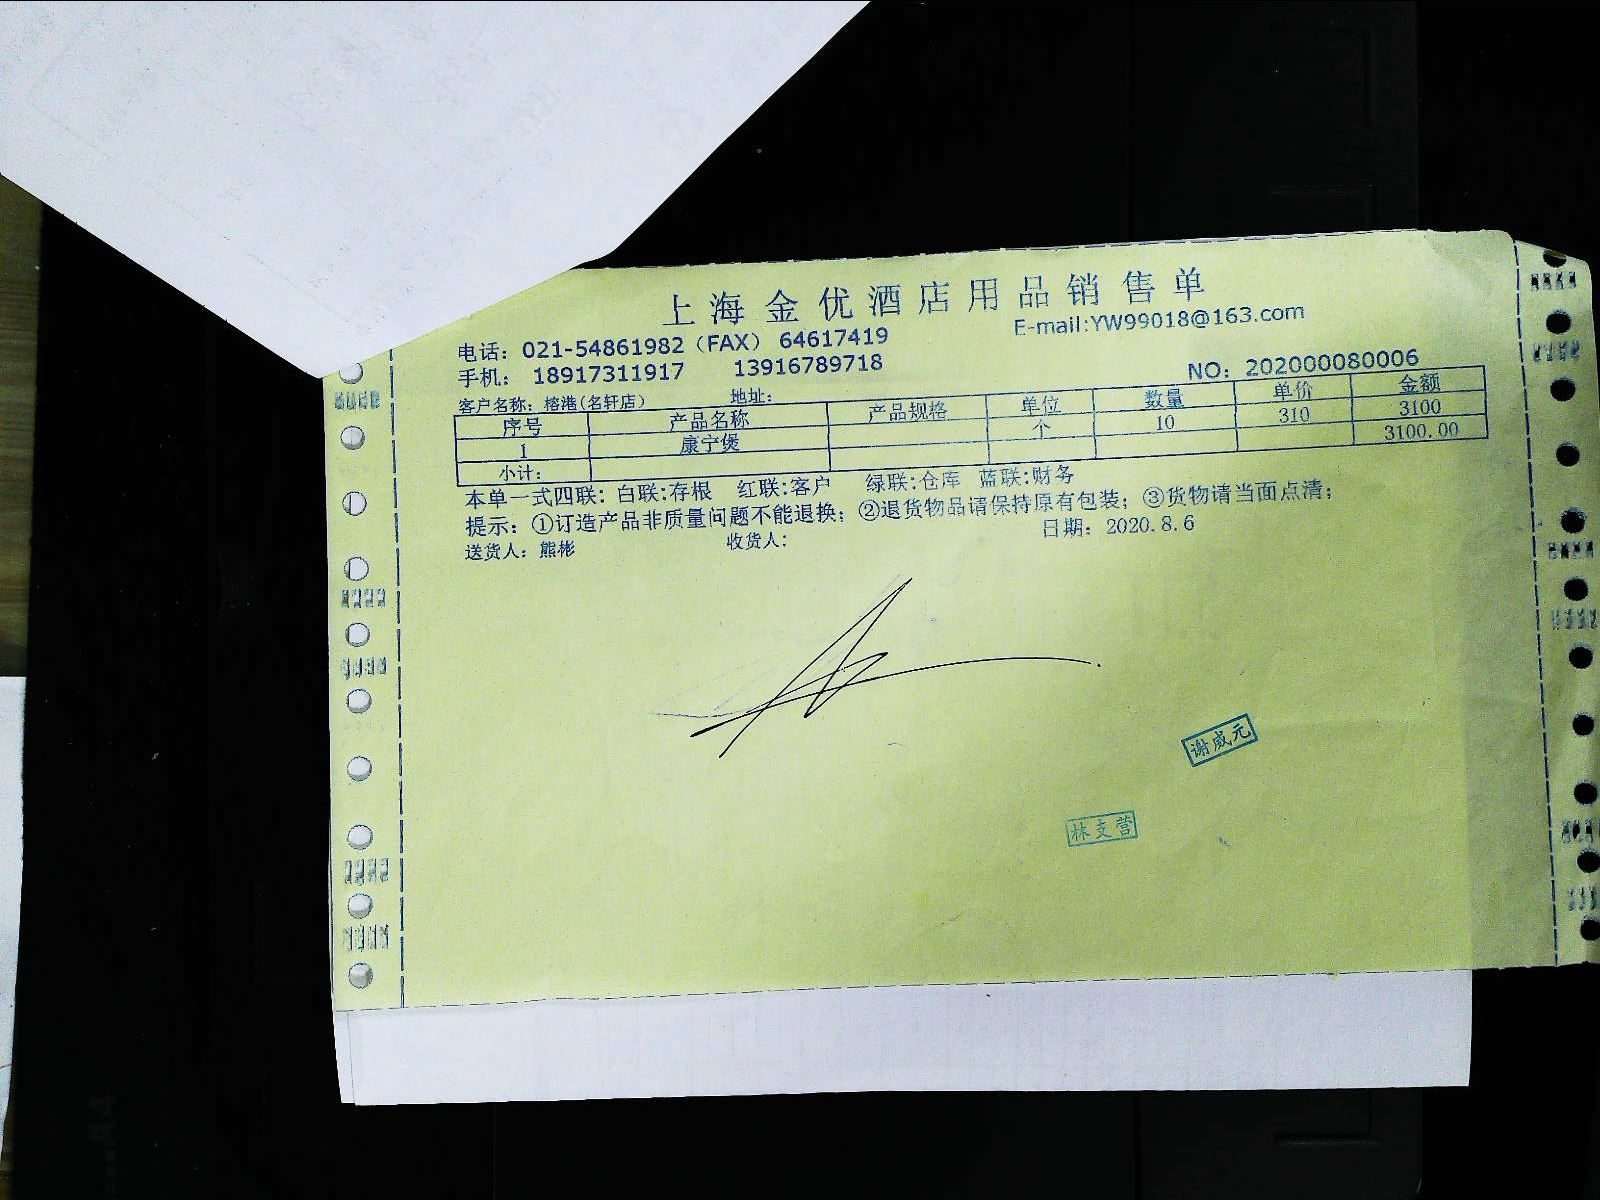 上海金优酒店用品销售单
电话：021-54861982（FAX） 64617419 E-mail:YW99018@163.com
手机： 18917311917 13916789718 NO：202000080006
客户名称：榕港(名轩店) 地址：
序号 产品名称 产品规格 单位 数量 单价 金额
1 康宁煲 个 10 310 3100
小计： 3100.00
本单一式四联：白联:存根 红联:客户 绿联:仓库 蓝联:财务
提示：①订造产品非质量问题不能退换；②退货物品请保持原有包装；③货物请当面点清；
送货人：熊彬 收货人： 日期：2020.8.6
谢威元
林支营